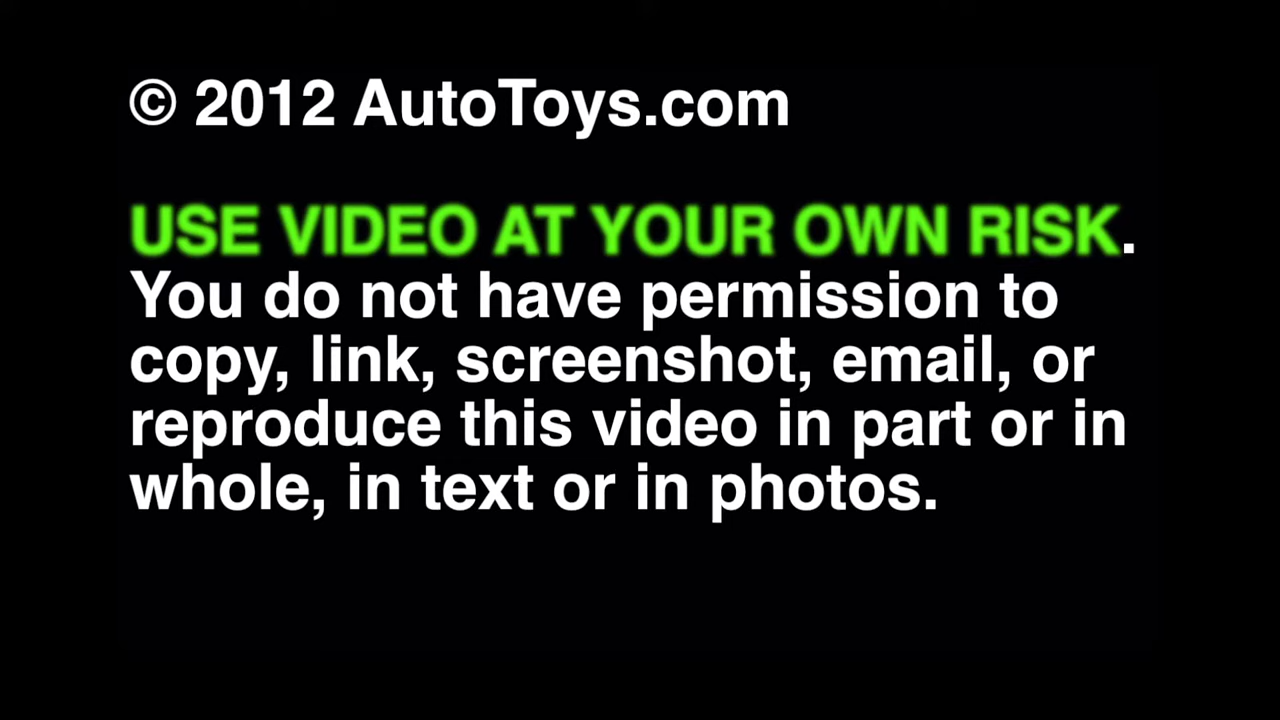 © 2012 AutoToys.com
USE VIDEO AT YOUR OWN RISK.
You do not have permission to
copy, link, screenshot, email, or
reproduce this video in part or in
whole, in text or in photos.